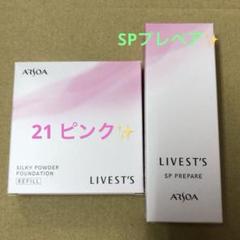 SPプレペア✨
ARSOA
21 ピンク✨
SILKY POWDER
FOUNDATION
REFILL
LIVEST'S
LIVEST'S
SP PREPARE
ARSOA